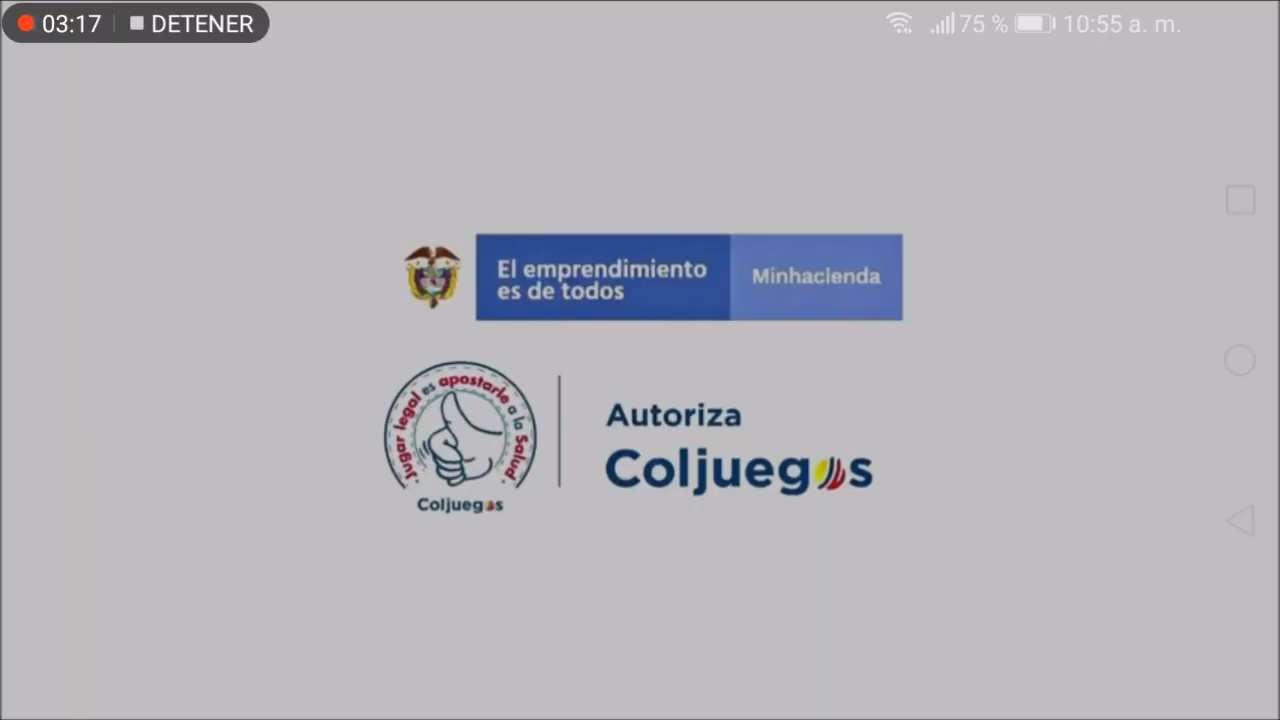 03:17 DETENER 75 % 10:55 a. m.
El emprendimiento
es de todos
Minhacienda
Jugar legal es apostarle a la Salud
Coljuegos
Autoriza
Coljuegos